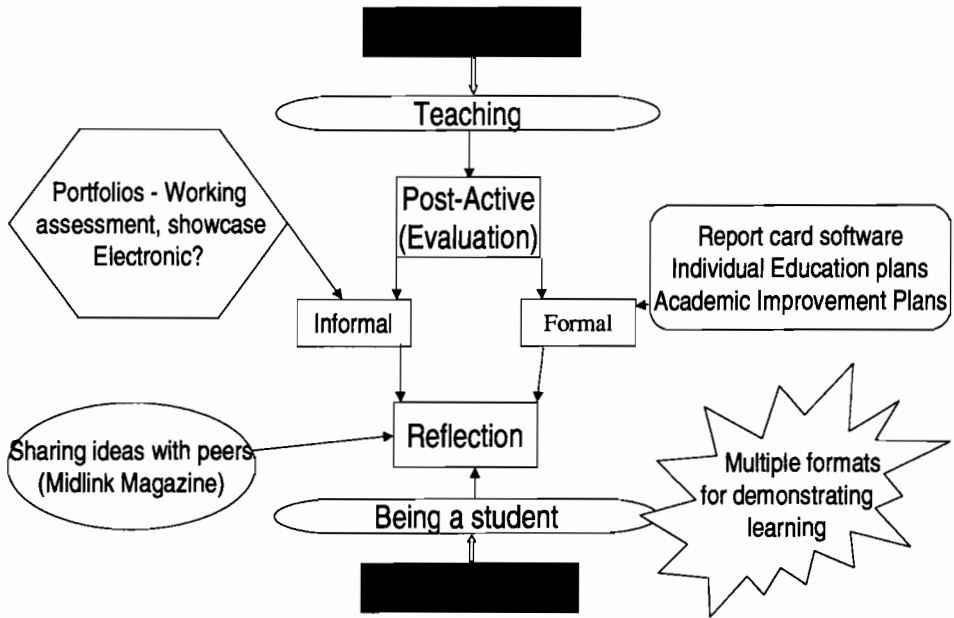 Teaching
Portfolios - Working
assessment, showcase
Electronic?
Post-Active
(Evaluation)
Report card software
Individual Education plans
Academic Improvement Plans
Informal
Formal
Sharing ideas with peers
(Midlink Magazine)
Reflection
Multiple formats
for demonstrating
learning
Being a student